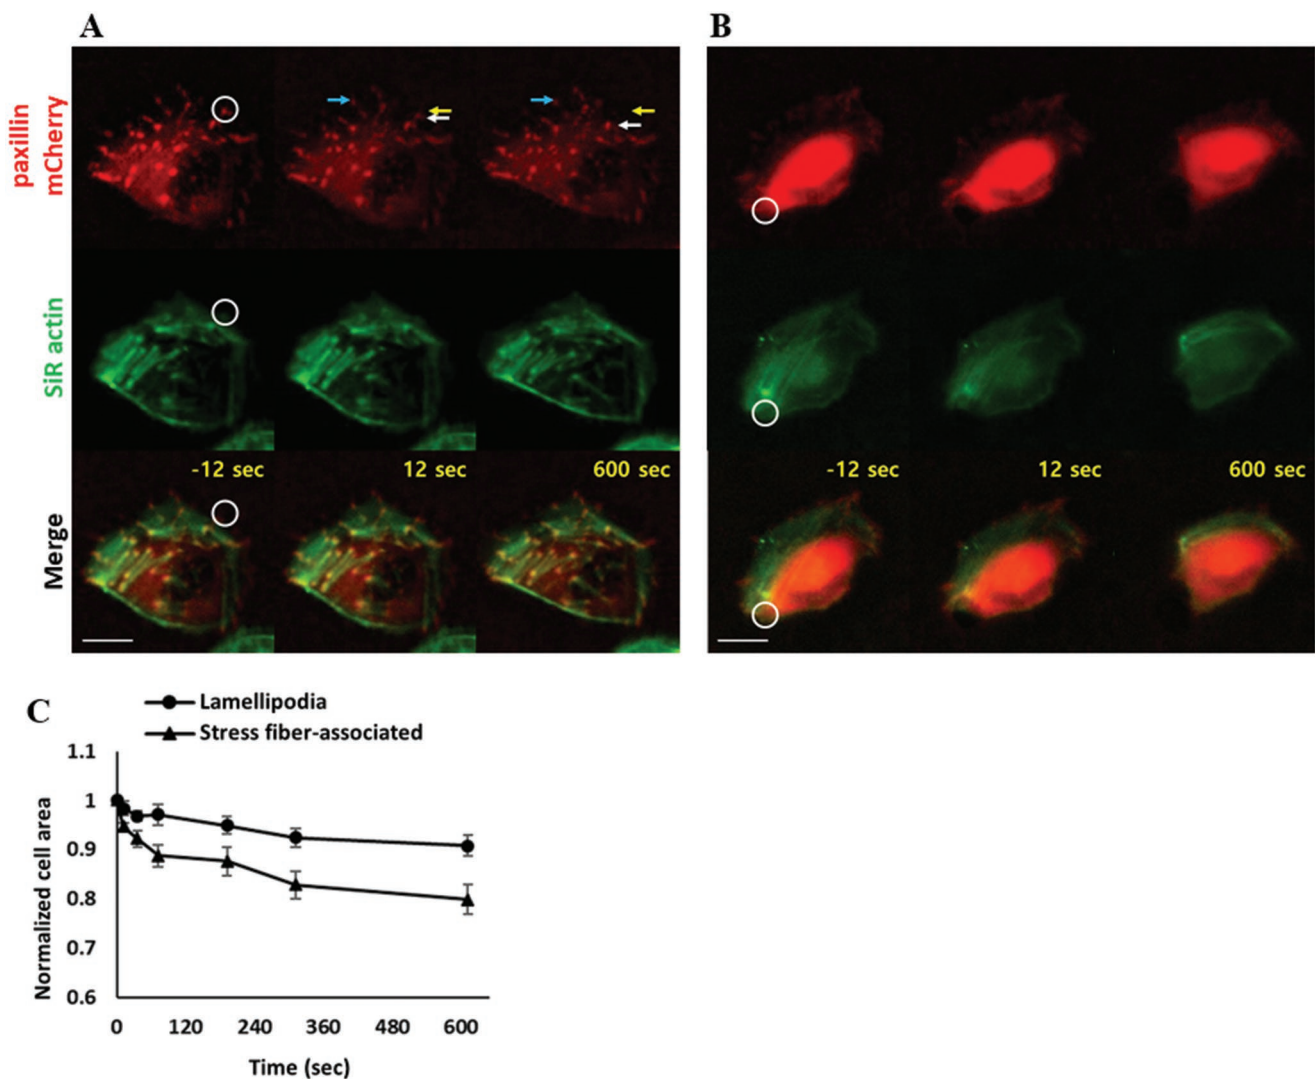 A
B
paxillin
mCherry
SiR actin
-12 sec
12 sec
600 sec
-12 sec
12 sec
600 sec
Merge
C
Lamellipodia
Stress fiber-associated
Normalized cell area
1.1
1
0.9
0.8
0.7
0.6
0
120
240
360
480
600
Time (sec)